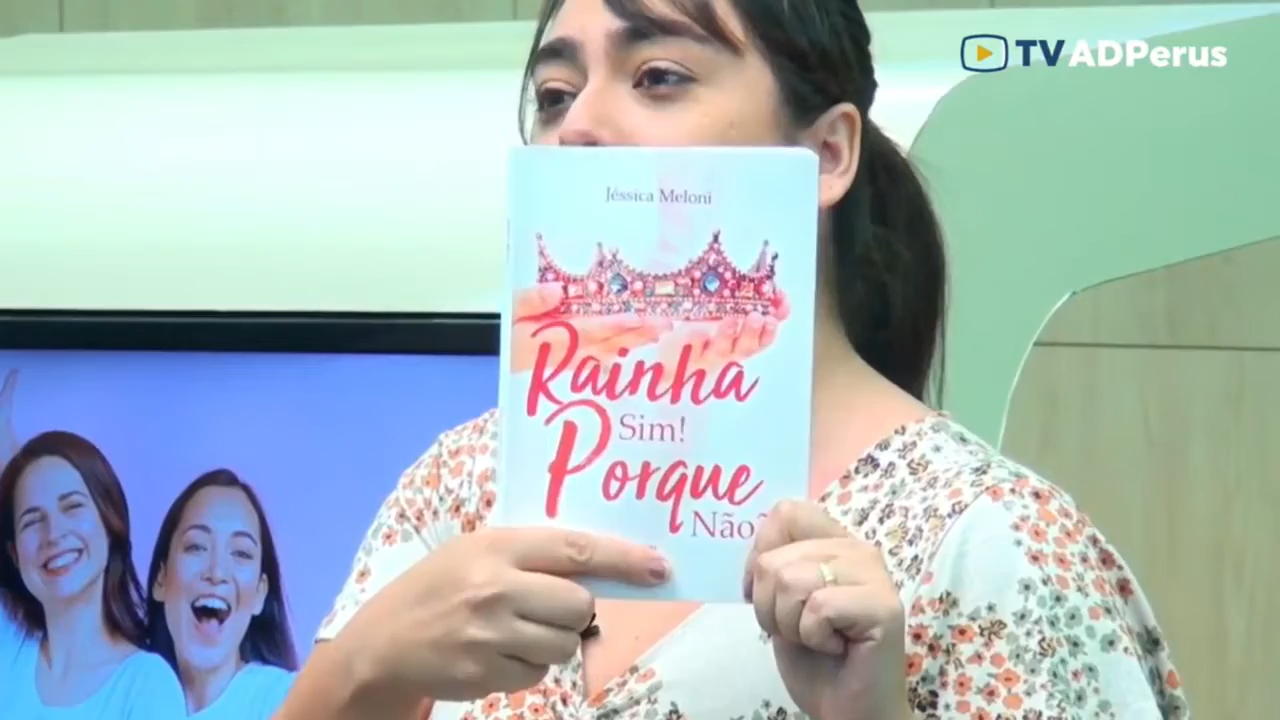 TVADPerus
Jéssica Meloni
Rainha
Sim!
Porque
Não?